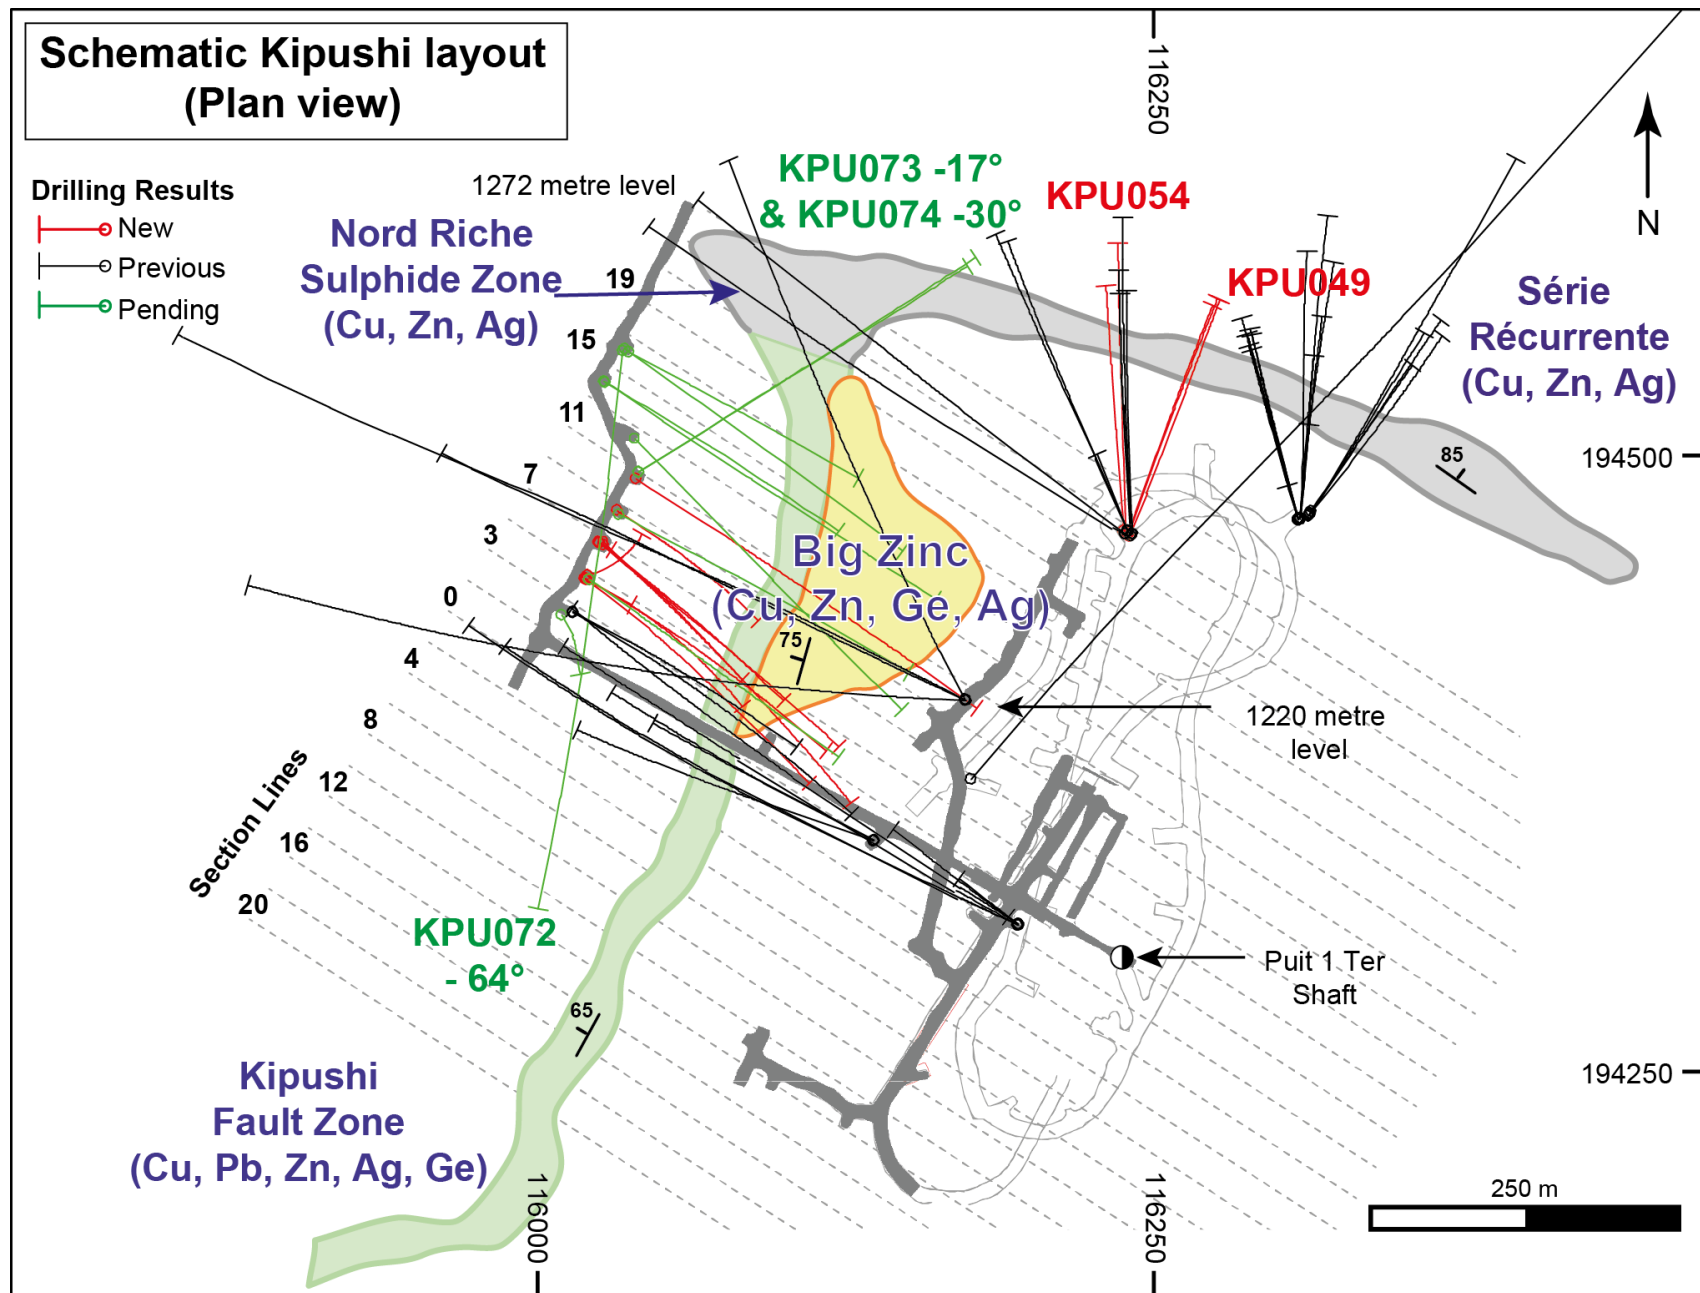 Schematic Kipushi layout
(Plan view)
Drilling Results
New
Previous
Pending
1272 metre level
Nord Riche
Sulphide Zone
(Cu, Zn, Ag)
KPU073 -17°
& KPU074 -30°
KPU054
KPU049
116250
N
Série
Récurrente
(Cu, Zn, Ag)
19
15
11
7
3
0
4
8
12
16
20
Section Lines
85
194500
Big Zinc
(Cu, Zn, Ge, Ag)
75
1220 metre
level
KPU072
- 64°
Puit 1 Ter
Shaft
65
Kipushi
Fault Zone
(Cu, Pb, Zn, Ag, Ge)
194250
116000
116250
250 m